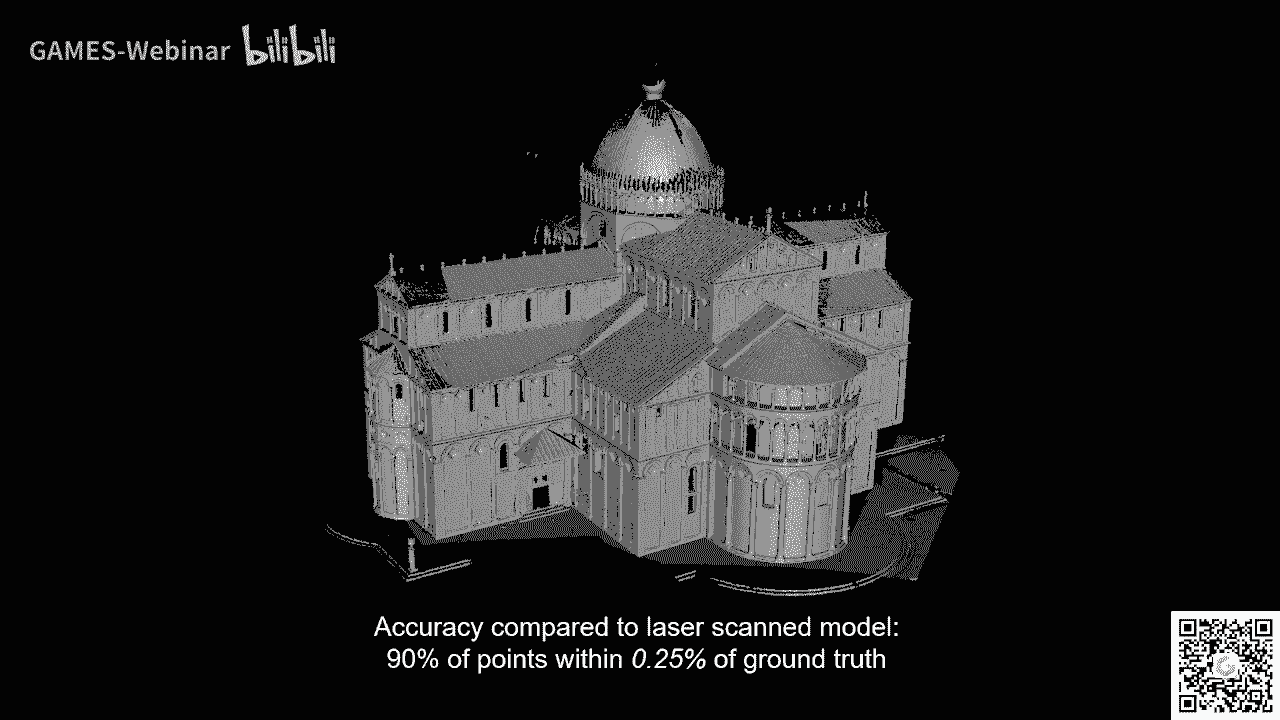 GAMES-Webinar bilibili
Accuracy compared to laser scanned model:
90% of points within 0.25% of ground truth